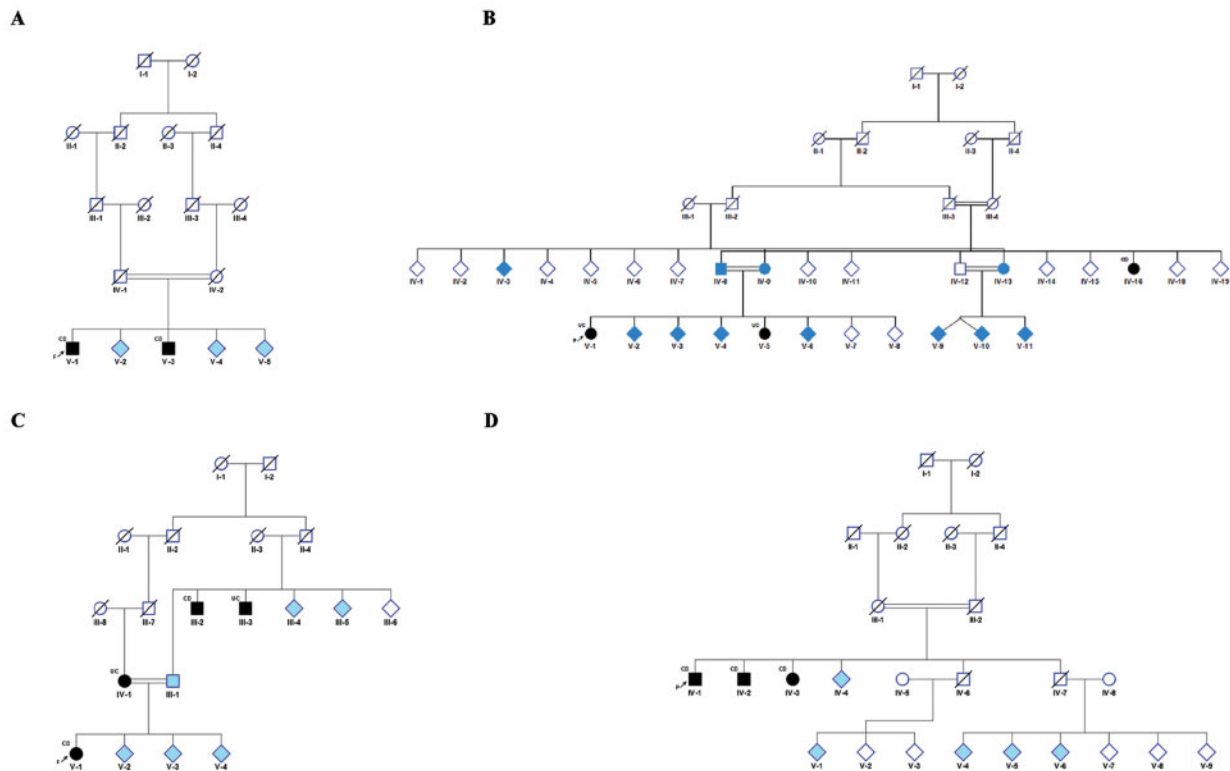 A
I-1 I-2
II-1 II-2 II-3 II-4
III-1 III-2 III-3 III-4
IV-1 IV-2
CD CD
P V-1 V-2 V-3 V-4 V-5
B
I-1 I-2
II-1 II-2 II-3 II-4
III-1 III-2 III-3 III-4
CD
IV-1 IV-2 IV-3 IV-4 IV-5 IV-6 IV-7 IV-8 IV-9 IV-10 IV-11 IV-12 IV-13 IV-14 IV-15 IV-16 IV-18 IV-19
UC UC
P V-1 V-2 V-3 V-4 V-5 V-6 V-7 V-8 V-9 V-10 V-11
C
I-1 I-2
II-1 II-2 II-3 II-4
CD UC
III-8 III-7 III-2 III-3 III-4 III-5 III-6
UC
IV-1 III-1
CD
P V-1 V-2 V-3 V-4
D
I-1 I-2
II-1 II-2 II-3 II-4
III-1 III-2
CD CD CD
P IV-1 IV-2 IV-3 IV-4 IV-5 IV-6 IV-7 IV-8
V-1 V-2 V-3 V-4 V-5 V-6 V-7 V-8 V-9